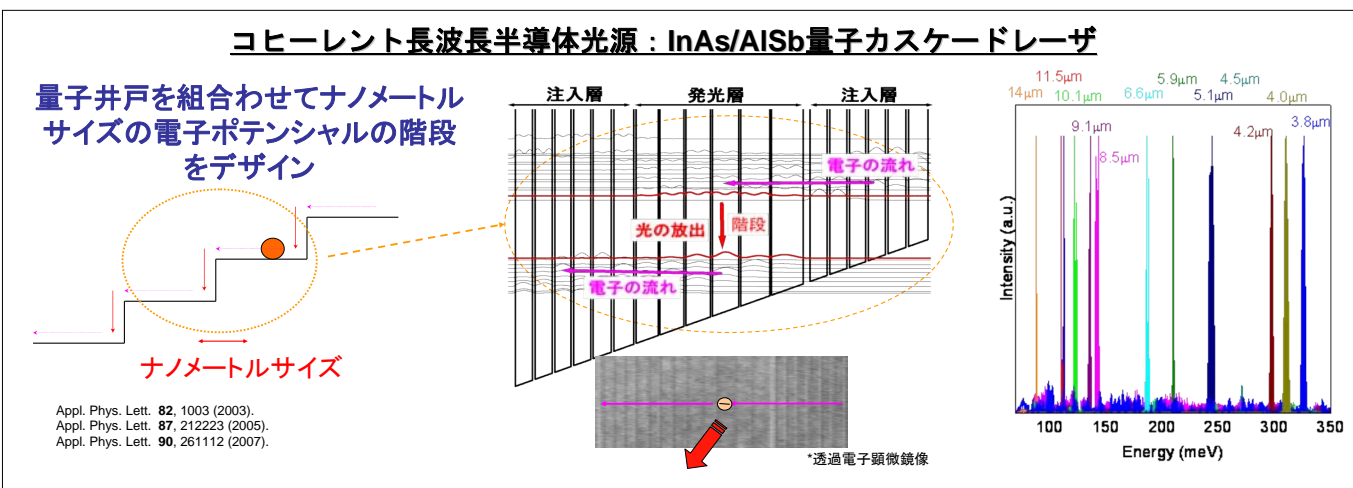 コヒーレント長波長半導体光源：InAs/AlSb量子カスケードレーザ
量子井戸を組合わせてナノメートル
サイズの電子ポテンシャルの階段
をデザイン
ナノメートルサイズ
Appl. Phys. Lett. 82, 1003 (2003).
Appl. Phys. Lett. 87, 212223 (2005).
Appl. Phys. Lett. 90, 261112 (2007).
注入層 発光層 注入層
電子の流れ
光の放出 階段
電子の流れ
*透過電子顕微鏡像
11.5μm 5.9μm 4.5μm
14μm 10.1μm 6.6μm 5.1μm 4.0μm
9.1μm 4.2μm 3.8μm
8.5μm
Intensity (a.u.)
100 150 200 250 300 350
Energy (meV)